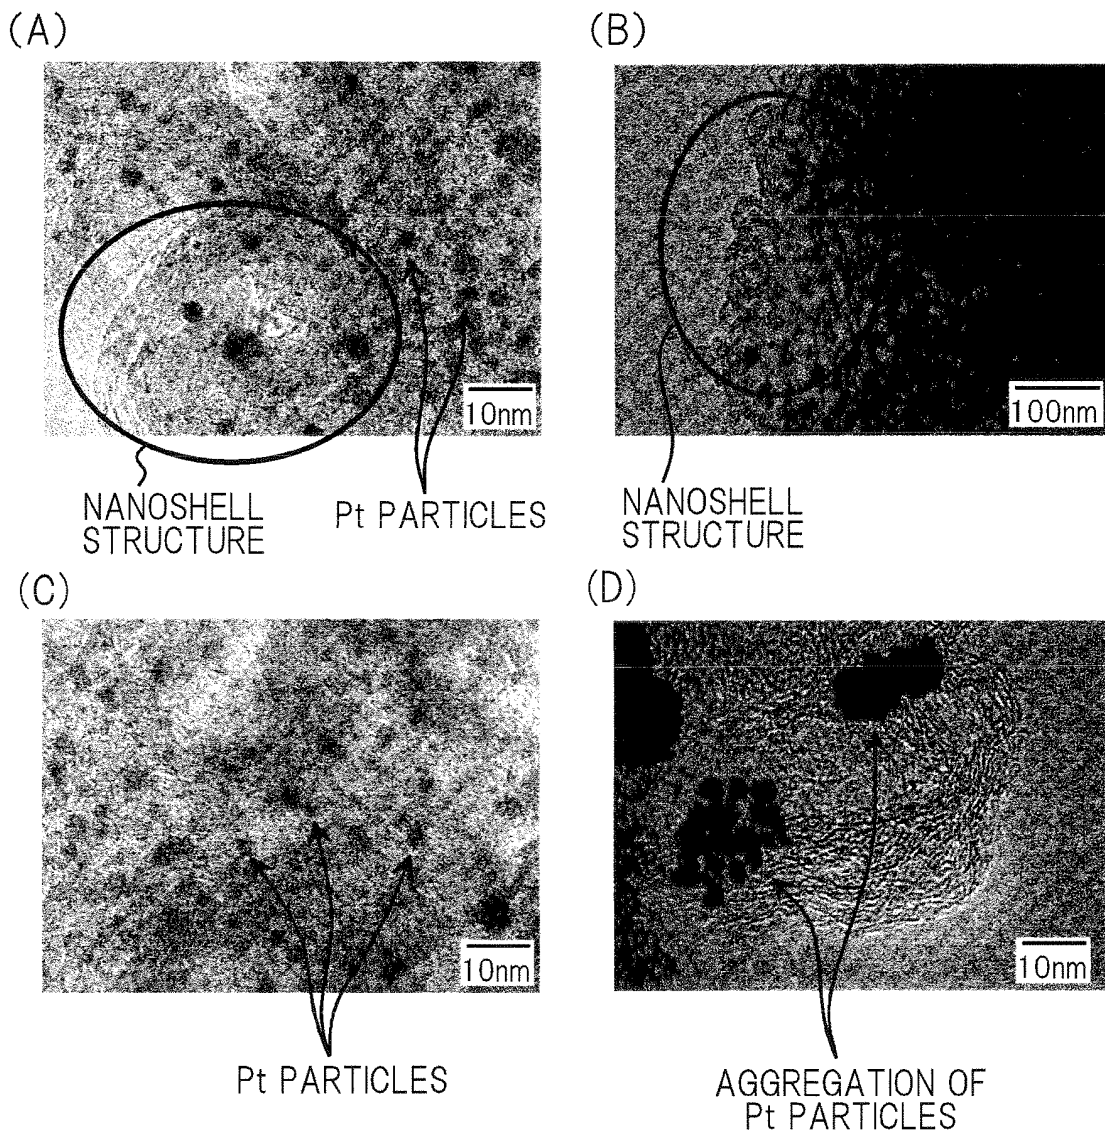 (A)
(B)
10nm
100nm
NANOSHELL
STRUCTURE
Pt PARTICLES
NANOSHELL
STRUCTURE
(C)
(D)
10nm
10nm
Pt PARTICLES
AGGREGATION OF
Pt PARTICLES